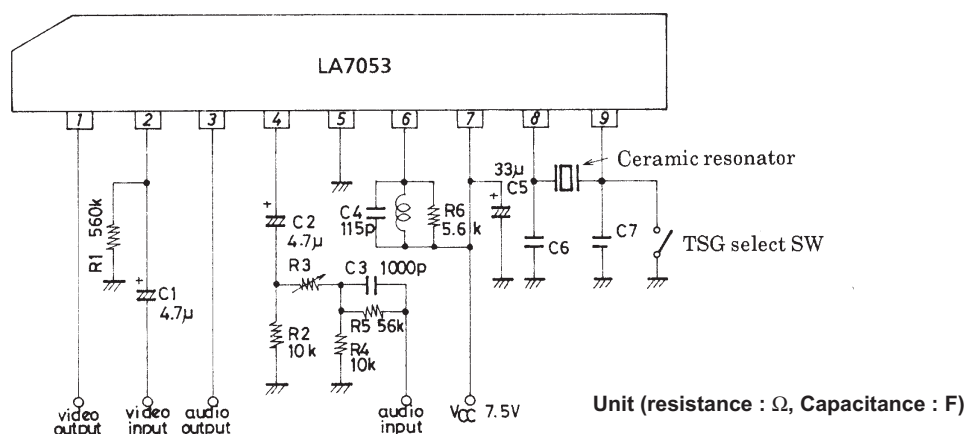 LA7053
1 2 3 4 5 6 7 8 9
Ceramic resonator
33μ
C5
560k
R1
C4
115p
R6
5.6k
C2
4.7μ
C6
C7
TSG select SW
R3
C3
1000p
C1
4.7μ
R5 56k
R2
10k
R4
10k
video output
video input
audio output
audio input
VCC 7.5V
Unit (resistance : Ω, Capacitance : F)